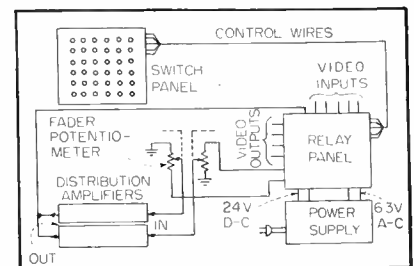 CONTROL WIRES
SWITCH
PANEL
VIDEO
INPUTS
FADER
POTENTIO-
METER
VIDEO
OUTPUTS
RELAY
PANEL
DISTRIBUTION
AMPLIFIERS
IN
OUT
24V
D-C
POWER
SUPPLY
6.3V
A-C